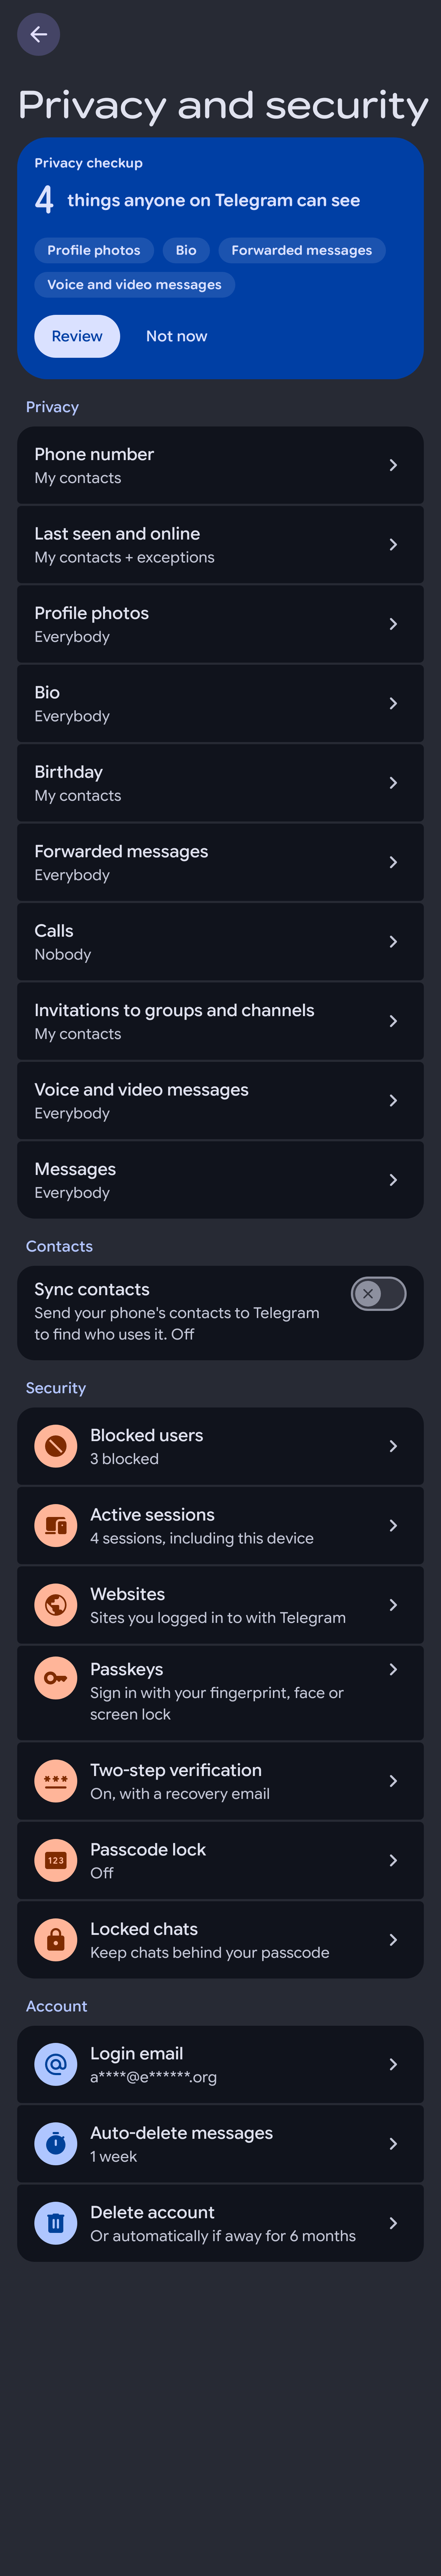 Privacy and security
Privacy checkup
4 things anyone on Telegram can see
Profile photos Bio Forwarded messages
Voice and video messages
Review Not now
Privacy
Phone number
My contacts
Last seen and online
My contacts + exceptions
Profile photos
Everybody
Bio
Everybody
Birthday
My contacts
Forwarded messages
Everybody
Calls
Nobody
Invitations to groups and channels
My contacts
Voice and video messages
Everybody
Messages
Everybody
Contacts
Sync contacts
Send your phone's contacts to Telegram
to find who uses it. Off
Security
Blocked users
3 blocked
Active sessions
4 sessions, including this device
Websites
Sites you logged in to with Telegram
Passkeys
Sign in with your fingerprint, face or
screen lock
Two-step verification
On, with a recovery email
123
Passcode lock
Off
Locked chats
Keep chats behind your passcode
Account
Login email
a****@e******.org
Auto-delete messages
1 week
Delete account
Or automatically if away for 6 months